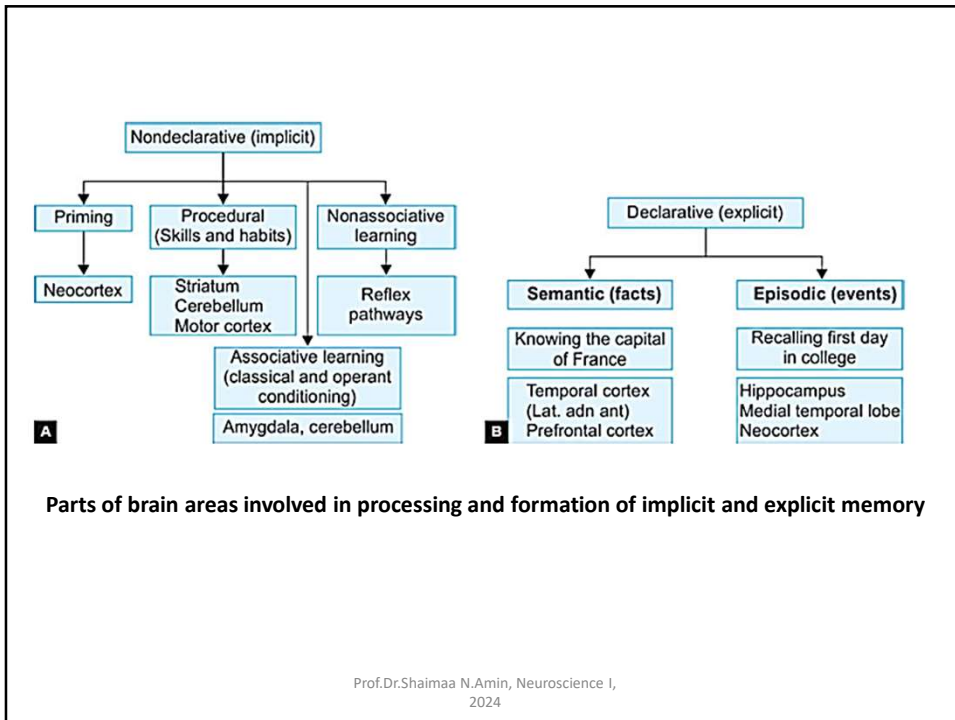 Nondeclarative (implicit)
Priming
Neocortex
Procedural
(Skills and habits)
Striatum
Cerebellum
Motor cortex
Nonassociative
learning
Reflex
pathways
Associative learning
(classical and operant
conditioning)
Amygdala, cerebellum
A
Declarative (explicit)
Semantic (facts)
Knowing the capital
of France
Temporal cortex
(Lat. adn ant)
Prefrontal cortex
Episodic (events)
Recalling first day
in college
Hippocampus
Medial temporal lobe
Neocortex
B
Parts of brain areas involved in processing and formation of implicit and explicit memory
Prof.Dr.Shaimaa N.Amin, Neuroscience I,
2024